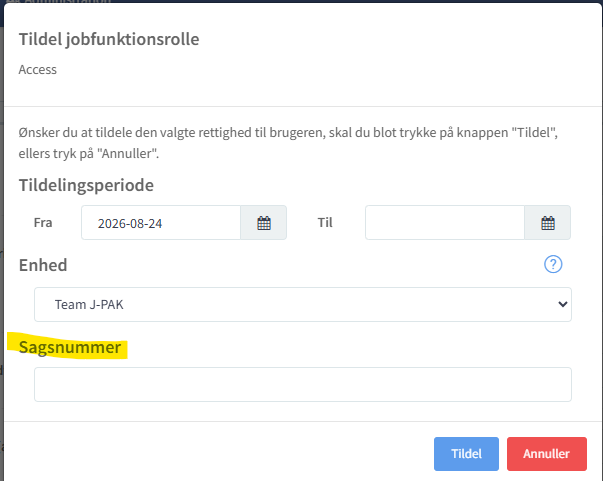 Tildel jobfunktionsrolle
Access
Ønsker du at tildele den valgte rettighed til brugeren, skal du blot trykke på knappen "Tildel",
ellers tryk på "Annuller".
Tildelingsperiode
Fra 2026-08-24 Til
Enhed ?
Team J-PAK
Sagsnummer
Tildel Annuller